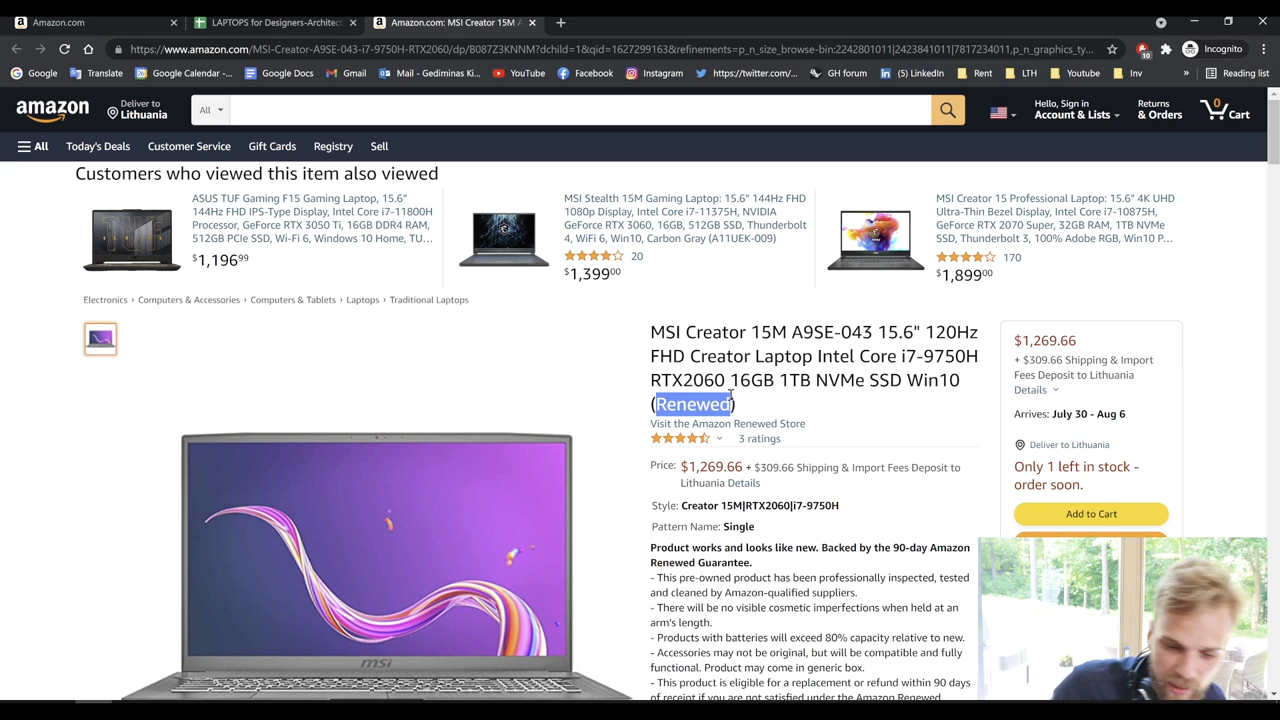 Amazon.com
LAPTOPS for Designers-Architect
Amazon.com: MSI Creator 15M A
https://www.amazon.com/MSI-Creator-A9SE-043-i7-9750H-RTX2060/dp/B087Z3KNNM?dchild=1&qid=1627299163&refinements=p_n_size_browse-bin:2242801011|2423841011|7817234011,p_n_graphics_ty...
10
Incognito
Google
Translate
Google Calendar -...
Google Docs
Gmail
Mail - Gediminas Ki...
YouTube
Facebook
Instagram
https://twitter.com/...
GH forum
(5) LinkedIn
Rent
LTH
Youtube
Inv
»
Reading list
amazon
Deliver to
Lithuania
All
Hello, Sign in
Account & Lists
Returns
& Orders
0
Cart
All
Today's Deals
Customer Service
Gift Cards
Registry
Sell
Customers who viewed this item also viewed
ASUS TUF Gaming F15 Gaming Laptop, 15.6"
144Hz FHD IPS-Type Display, Intel Core i7-11800H
Processor, GeForce RTX 3050 Ti, 16GB DDR4 RAM,
512GB PCIe SSD, Wi-Fi 6, Windows 10 Home, TU...
$1,19699
MSI Stealth 15M Gaming Laptop: 15.6" 144Hz FHD
1080p Display, Intel Core i7-11375H, NVIDIA
GeForce RTX 3060, 16GB, 512GB SSD, Thunderbolt
4, WiFi 6, Win10, Carbon Gray (A11UEK-009)
20
$1,39900
MSI Creator 15 Professional Laptop: 15.6" 4K UHD
Ultra-Thin Bezel Display, Intel Core i7-10875H,
GeForce RTX 2070 Super, 32GB RAM, 1TB NVMe
SSD, Thunderbolt 3, 100% Adobe RGB, Win10 P...
170
$1,89900
Electronics › Computers & Accessories › Computers & Tablets › Laptops › Traditional Laptops
MSI Creator 15M A9SE-043 15.6" 120Hz
FHD Creator Laptop Intel Core i7-9750H
RTX2060 16GB 1TB NVMe SSD Win10
(Renewed)
Visit the Amazon Renewed Store
3 ratings
Price: $1,269.66 + $309.66 Shipping & Import Fees Deposit to
Lithuania Details
Style: Creator 15M|RTX2060|i7-9750H
Pattern Name: Single
Product works and looks like new. Backed by the 90-day Amazon
Renewed Guarantee.
- This pre-owned product has been professionally inspected, tested
and cleaned by Amazon-qualified suppliers.
- There will be no visible cosmetic imperfections when held at an
arm's length.
- Products with batteries will exceed 80% capacity relative to new.
- Accessories may not be original, but will be compatible and fully
functional. Product may come in generic box.
- This product is eligible for a replacement or refund within 90 days
of receipt if you are not satisfied under the Amazon Renewed
$1,269.66
+ $309.66 Shipping & Import
Fees Deposit to Lithuania
Details
Arrives: July 30 - Aug 6
Deliver to Lithuania
Only 1 left in stock -
order soon.
Add to Cart
msi